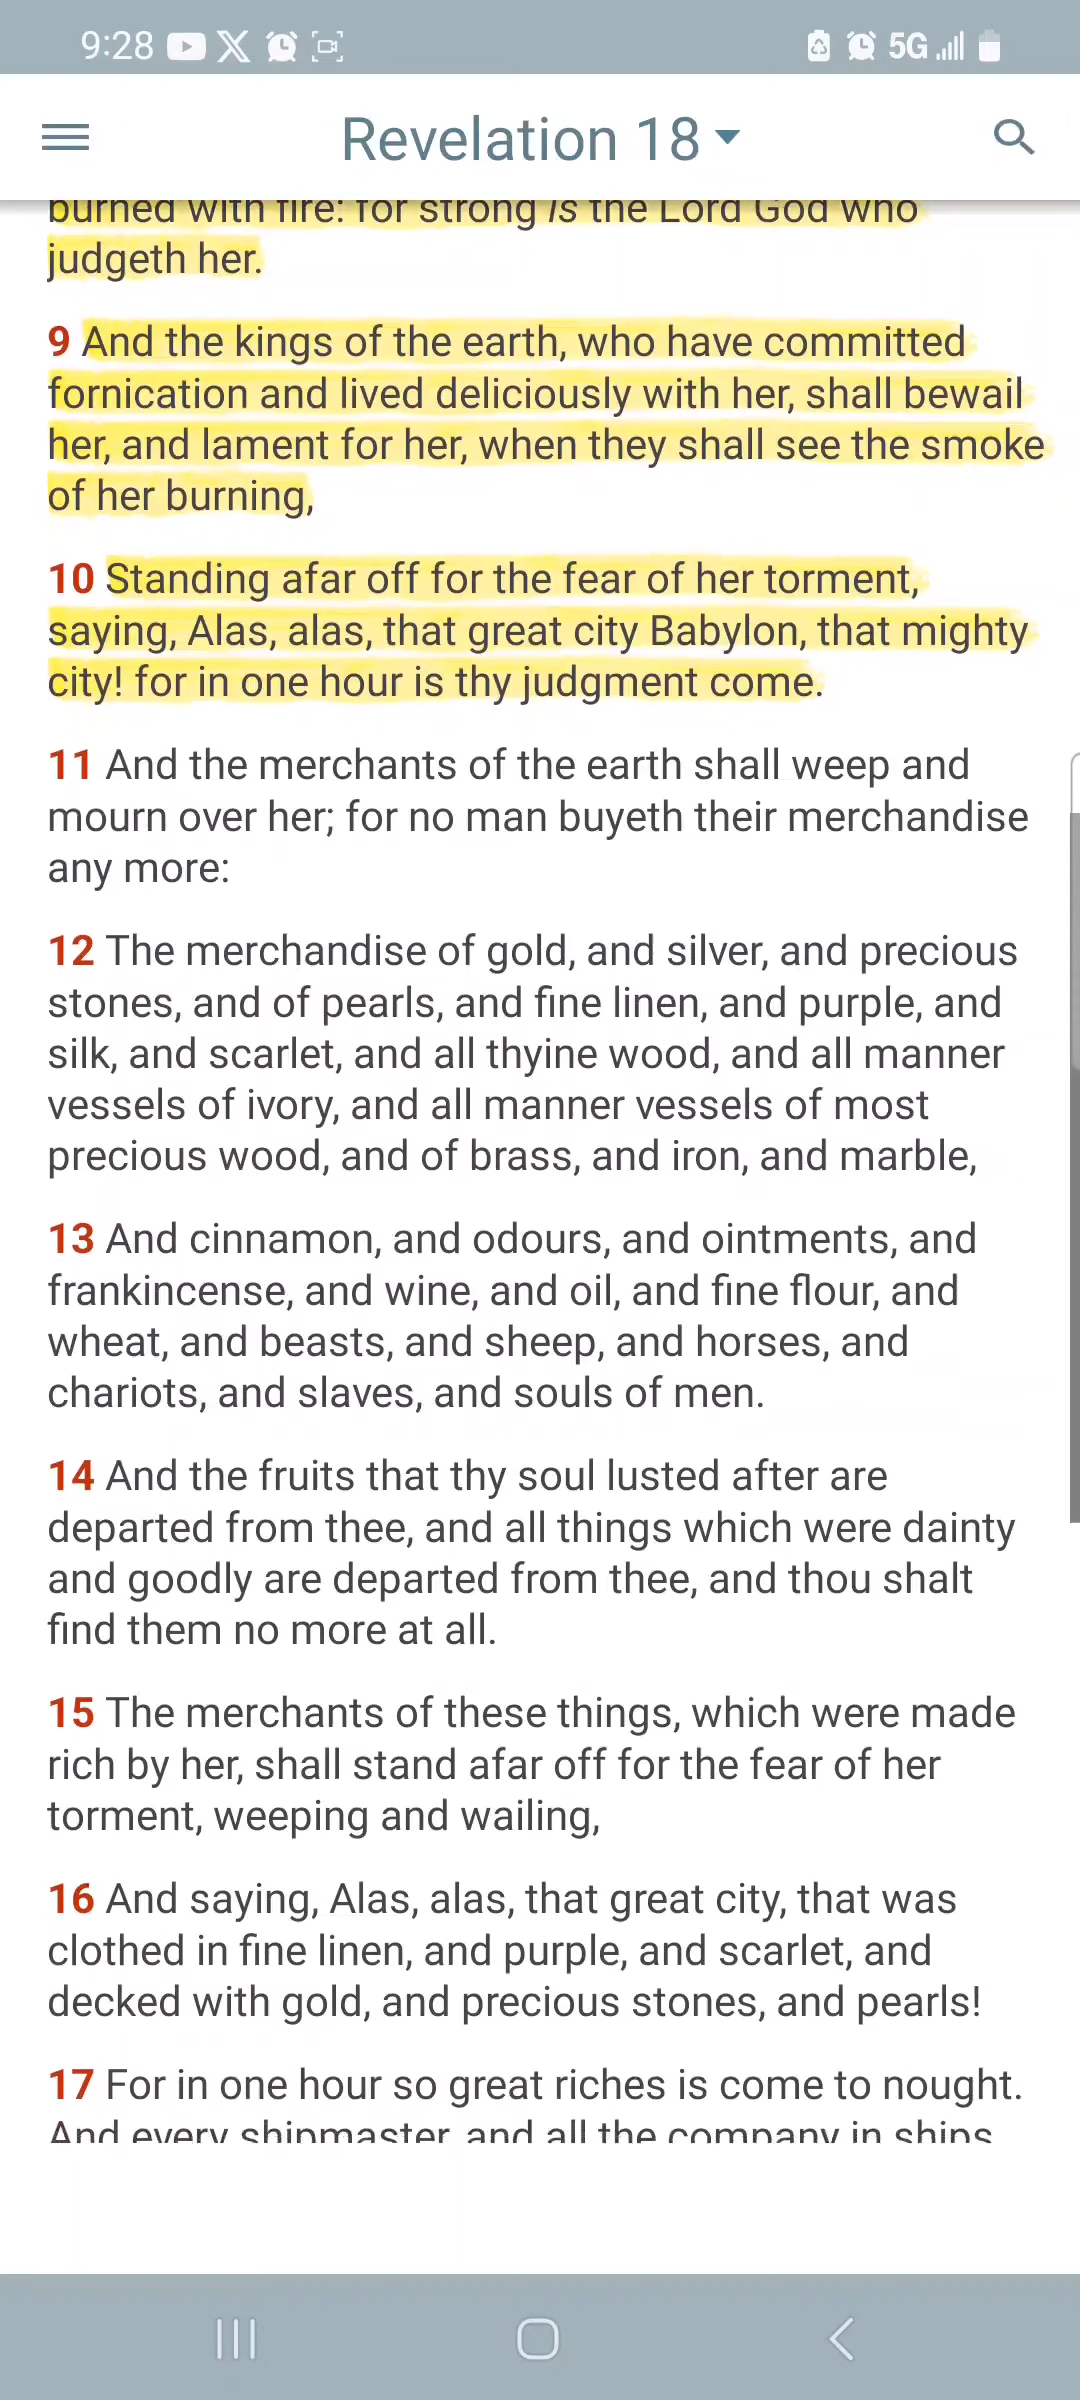 9:28 5G
Revelation 18
burned with fire: for strong is the Lord God who
judgeth her.
9 And the kings of the earth, who have committed
fornication and lived deliciously with her, shall bewail
her, and lament for her, when they shall see the smoke
of her burning,
10 Standing afar off for the fear of her torment,
saying, Alas, alas, that great city Babylon, that mighty
city! for in one hour is thy judgment come.
11 And the merchants of the earth shall weep and
mourn over her; for no man buyeth their merchandise
any more:
12 The merchandise of gold, and silver, and precious
stones, and of pearls, and fine linen, and purple, and
silk, and scarlet, and all thyine wood, and all manner
vessels of ivory, and all manner vessels of most
precious wood, and of brass, and iron, and marble,
13 And cinnamon, and odours, and ointments, and
frankincense, and wine, and oil, and fine flour, and
wheat, and beasts, and sheep, and horses, and
chariots, and slaves, and souls of men.
14 And the fruits that thy soul lusted after are
departed from thee, and all things which were dainty
and goodly are departed from thee, and thou shalt
find them no more at all.
15 The merchants of these things, which were made
rich by her, shall stand afar off for the fear of her
torment, weeping and wailing,
16 And saying, Alas, alas, that great city, that was
clothed in fine linen, and purple, and scarlet, and
decked with gold, and precious stones, and pearls!
17 For in one hour so great riches is come to nought.
And every shipmaster, and all the company in ships,